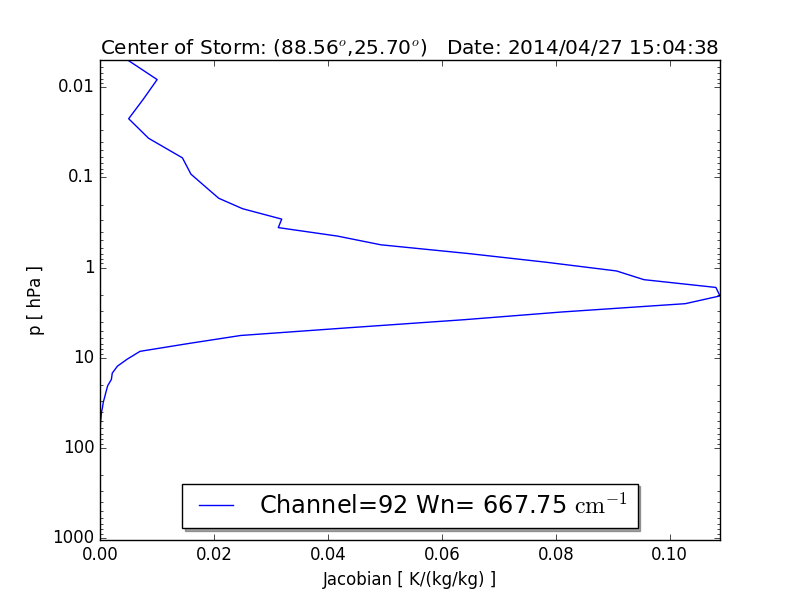 Center of Storm: (88.56°,25.70°) Date: 2014/04/27 15:04:38
0.01
0.1
1
10
100
1000
p [ hPa ]
Channel=92 Wn= 667.75 cm⁻¹
0.00 0.02 0.04 0.06 0.08 0.10
Jacobian [ K/(kg/kg) ]